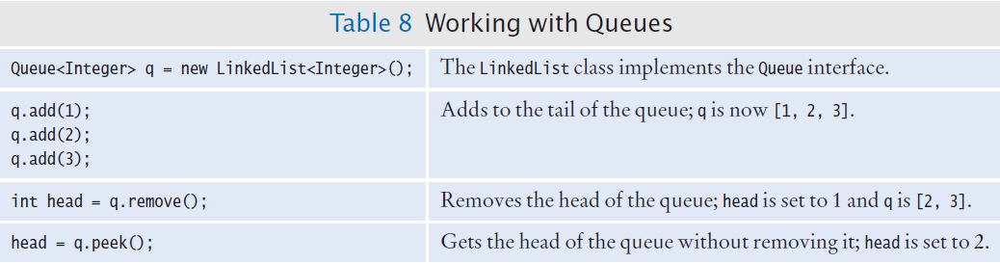 Table 8 Working with Queues
Queue<Integer> q = new LinkedList<Integer>(); The LinkedList class implements the Queue interface.
q.add(1); Adds to the tail of the queue; q is now [1, 2, 3].
q.add(2);
q.add(3);
int head = q.remove(); Removes the head of the queue; head is set to 1 and q is [2, 3].
head = q.peek(); Gets the head of the queue without removing it; head is set to 2.